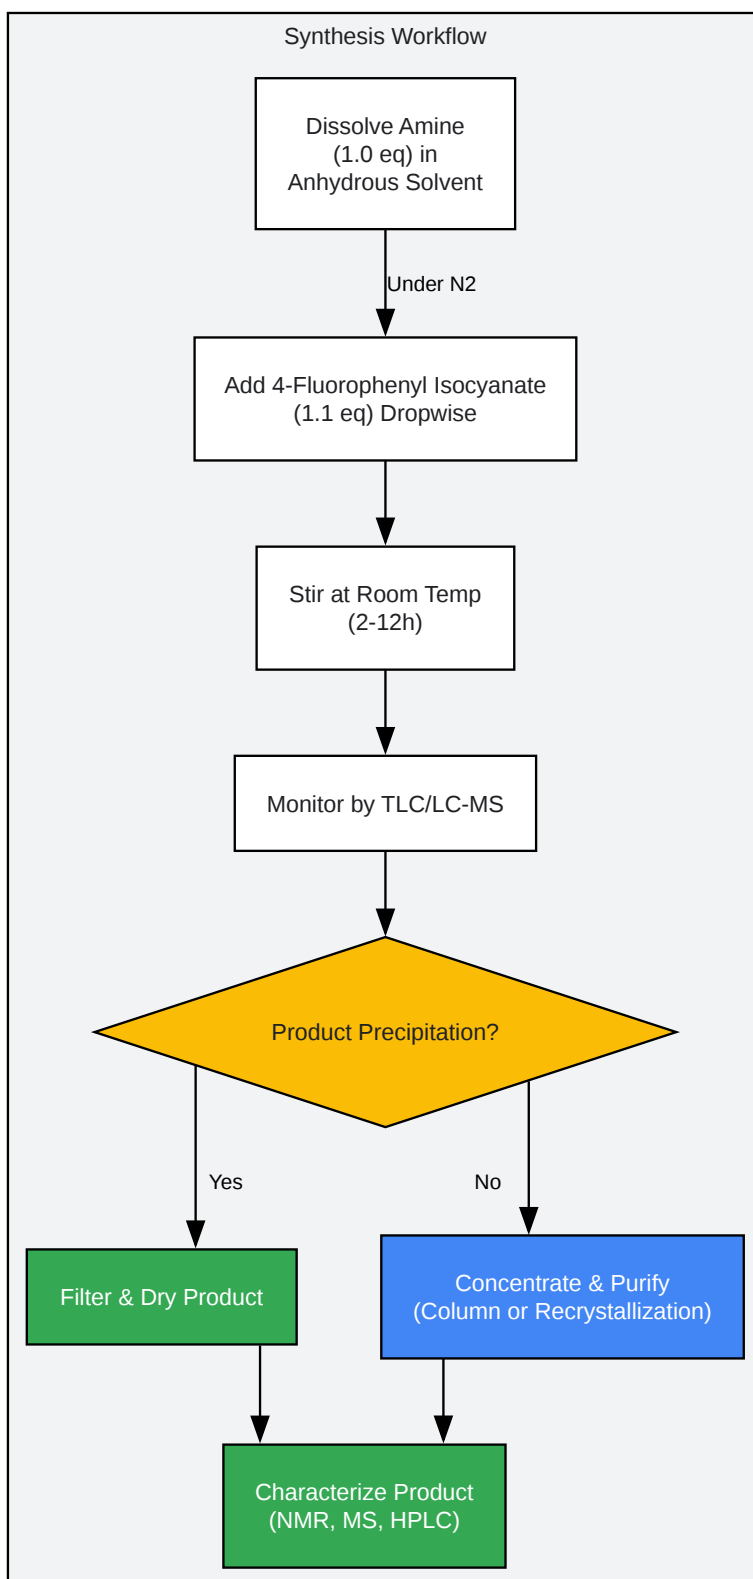 Synthesis Workflow
Dissolve Amine
(1.0 eq) in
Anhydrous Solvent
Under N2
Add 4-Fluorophenyl Isocyanate
(1.1 eq) Dropwise
Stir at Room Temp
(2-12h)
Monitor by TLC/LC-MS
Product Precipitation?
Yes
No
Filter & Dry Product
Concentrate & Purify
(Column or Recrystallization)
Characterize Product
(NMR, MS, HPLC)